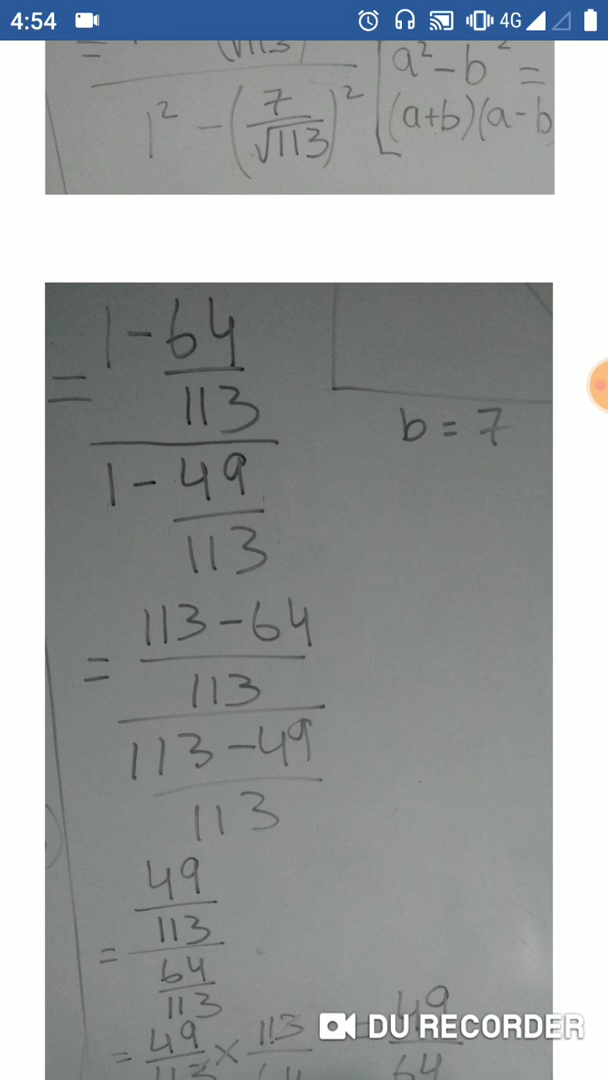 4:54 4G
= (√113)
1² - (7/√113)² [a² - b² =
(a+b)(a-b
= 1 - 64/113
1 - 49/113
b = 7
= 113 - 64
113
113 - 49
113
= 49/113
64/113
= 49/113 × 113/64 = 49/64
DU RECORDER